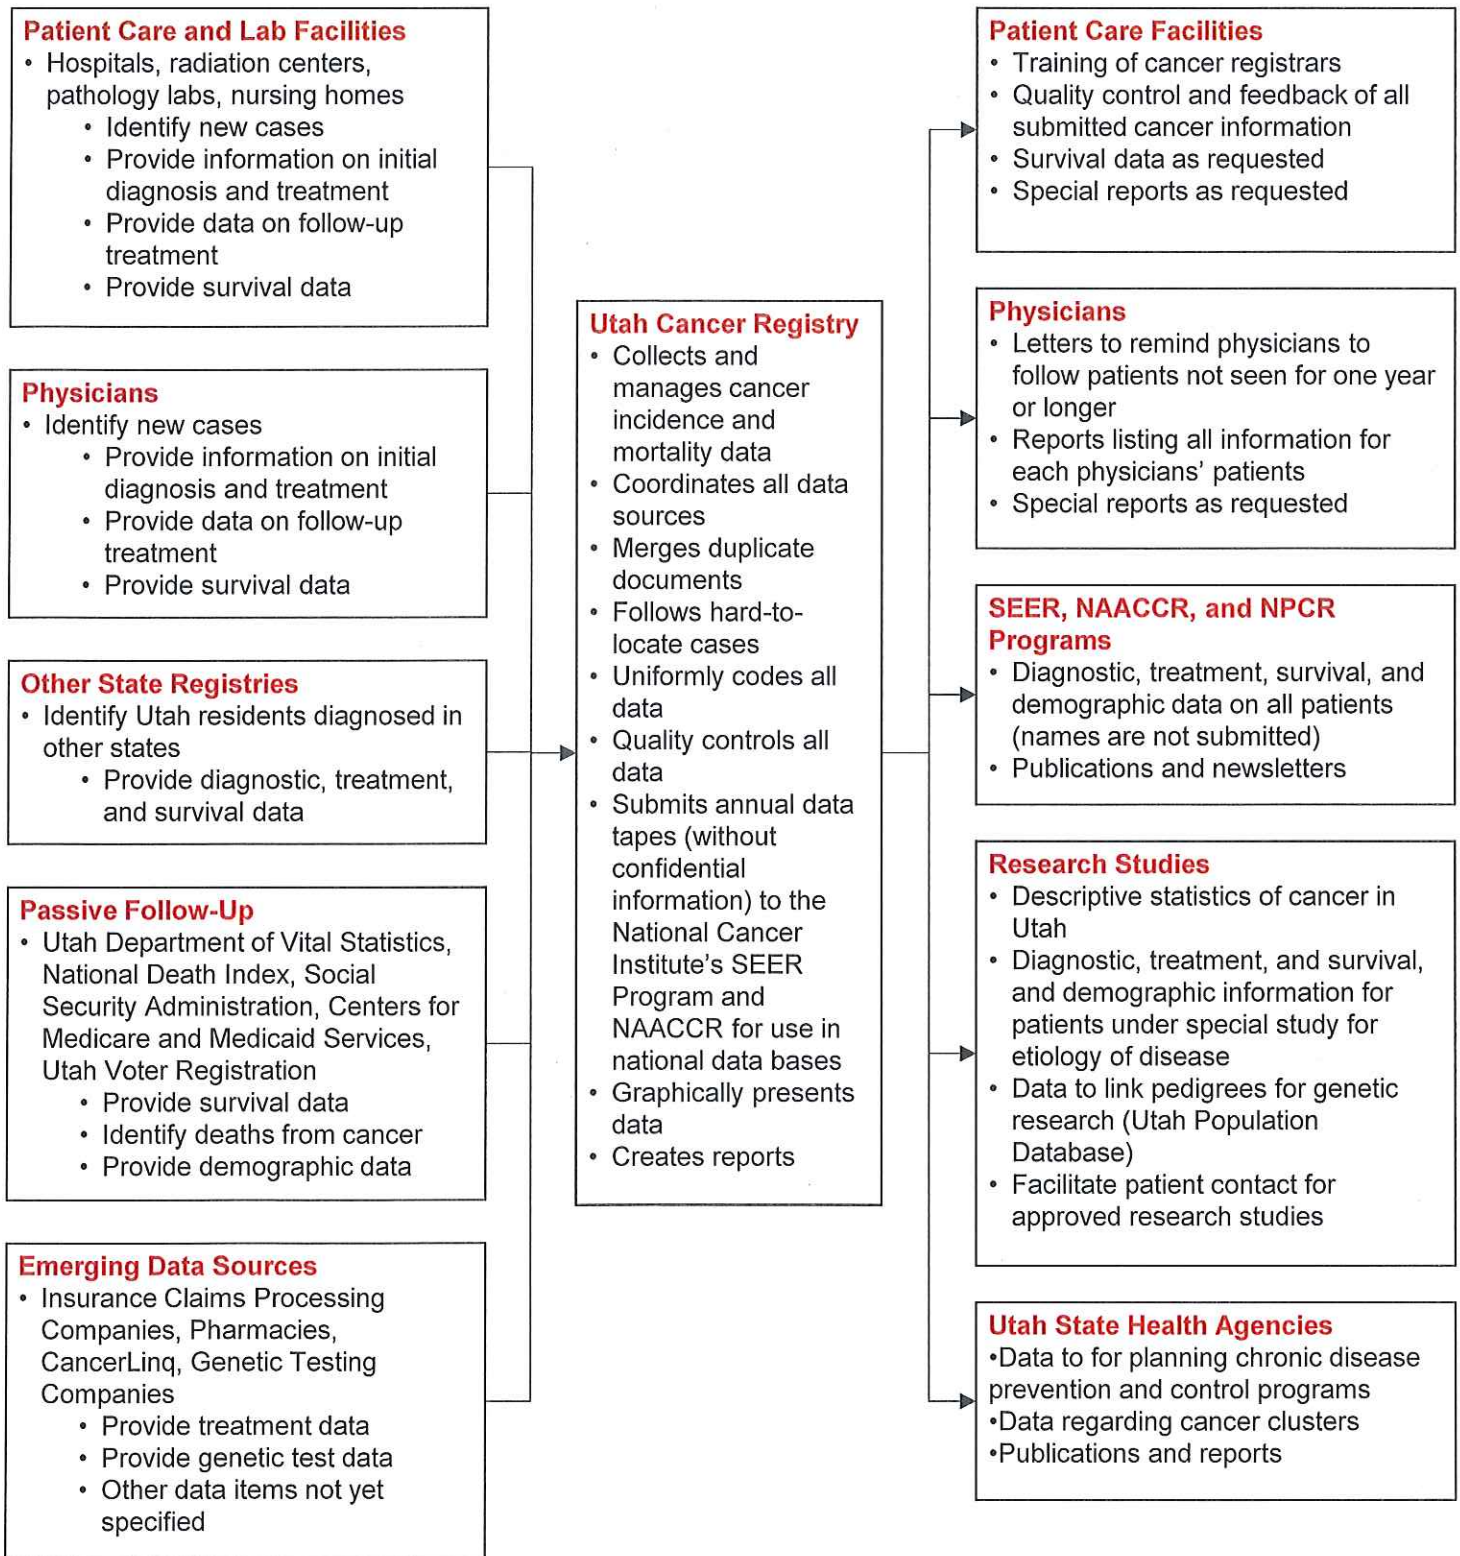 Patient Care and Lab Facilities
• Hospitals, radiation centers,
pathology labs, nursing homes
• Identify new cases
• Provide information on initial
diagnosis and treatment
• Provide data on follow-up
treatment
• Provide survival data
Physicians
• Identify new cases
• Provide information on initial
diagnosis and treatment
• Provide data on follow-up
treatment
• Provide survival data
Other State Registries
• Identify Utah residents diagnosed in
other states
• Provide diagnostic, treatment,
and survival data
Passive Follow-Up
• Utah Department of Vital Statistics,
National Death Index, Social
Security Administration, Centers for
Medicare and Medicaid Services,
Utah Voter Registration
• Provide survival data
• Identify deaths from cancer
• Provide demographic data
Emerging Data Sources
• Insurance Claims Processing
Companies, Pharmacies,
CancerLinq, Genetic Testing
Companies
• Provide treatment data
• Provide genetic test data
• Other data items not yet
specified
Utah Cancer Registry
• Collects and
manages cancer
incidence and
mortality data
• Coordinates all data
sources
• Merges duplicate
documents
• Follows hard-to-
locate cases
• Uniformly codes all
data
• Quality controls all
data
• Submits annual data
tapes (without
confidential
information) to the
National Cancer
Institute's SEER
Program and
NAACCR for use in
national data bases
• Graphically presents
data
• Creates reports
Patient Care Facilities
• Training of cancer registrars
• Quality control and feedback of all
submitted cancer information
• Survival data as requested
• Special reports as requested
Physicians
• Letters to remind physicians to
follow patients not seen for one year
or longer
• Reports listing all information for
each physicians' patients
• Special reports as requested
SEER, NAACCR, and NPCR
Programs
• Diagnostic, treatment, survival, and
demographic data on all patients
(names are not submitted)
• Publications and newsletters
Research Studies
• Descriptive statistics of cancer in
Utah
• Diagnostic, treatment, and survival,
and demographic information for
patients under special study for
etiology of disease
• Data to link pedigrees for genetic
research (Utah Population
Database)
• Facilitate patient contact for
approved research studies
Utah State Health Agencies
•Data to for planning chronic disease
prevention and control programs
•Data regarding cancer clusters
•Publications and reports